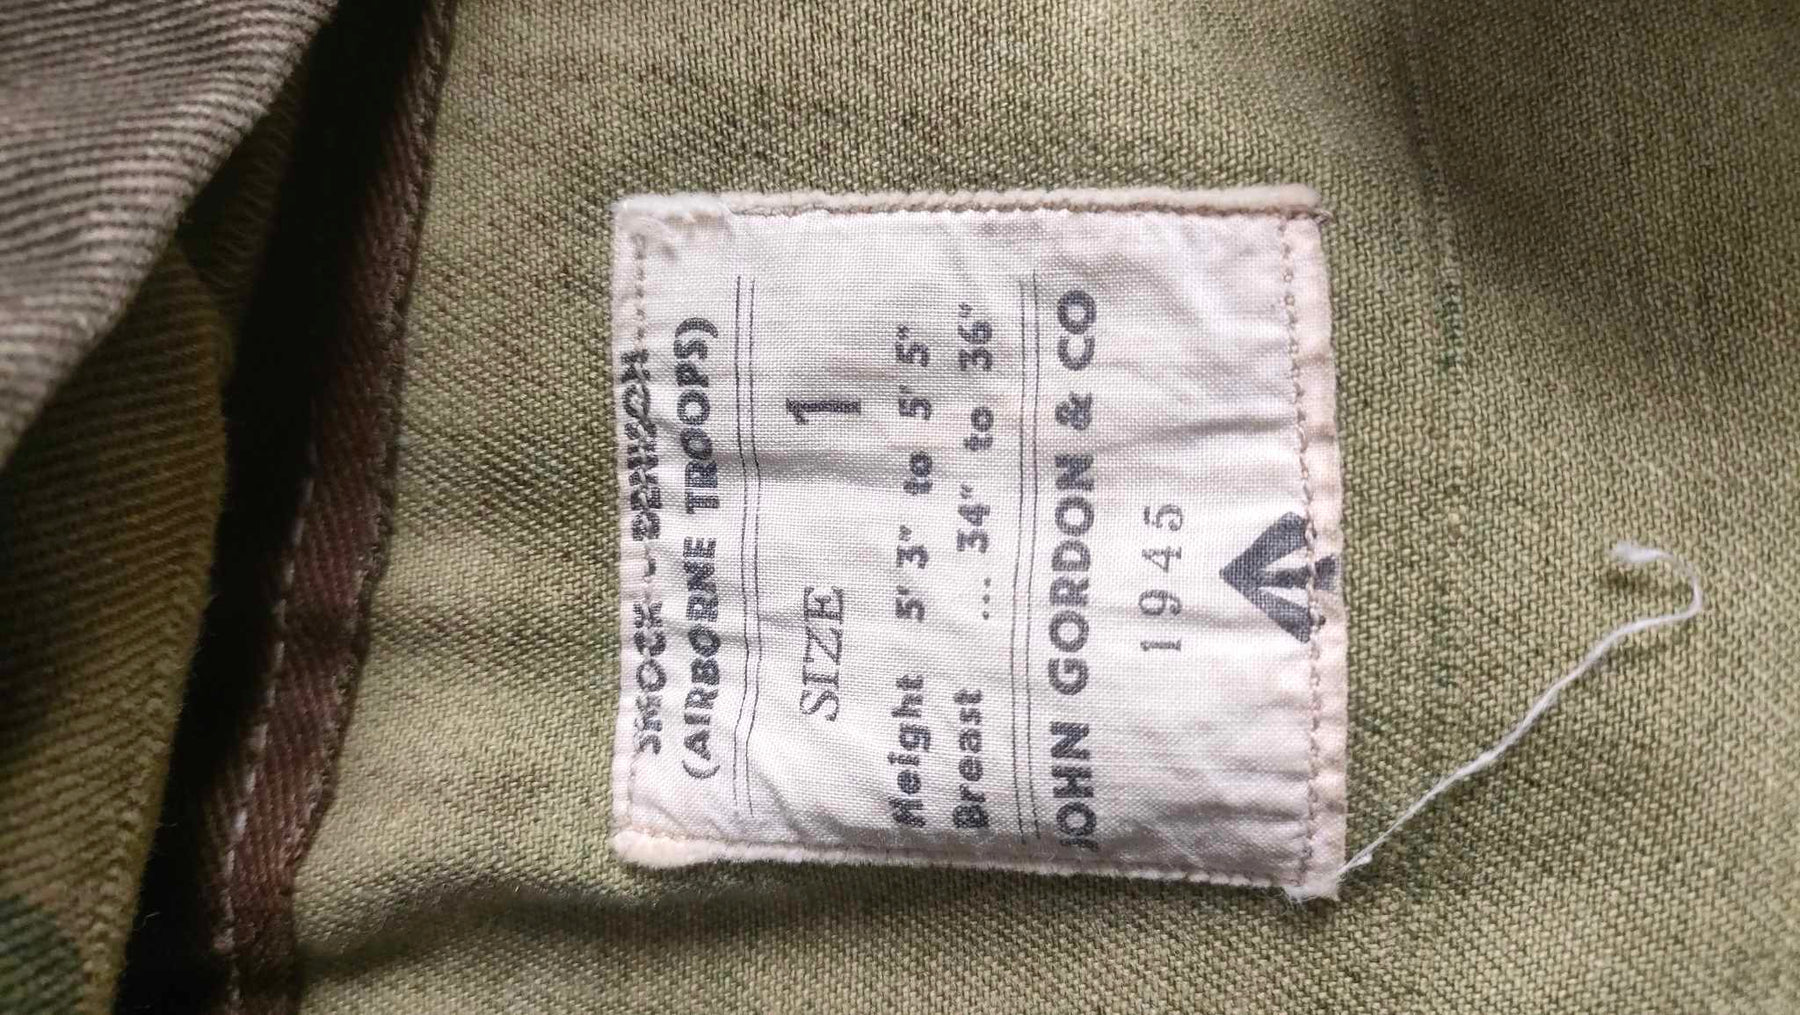 SMOCK - DENISON
(AIRBORNE TROOPS)
SIZE 1
Height 5' 3" to 5' 5"
Breast ... 34" to 36"
JOHN GORDON & CO
1945